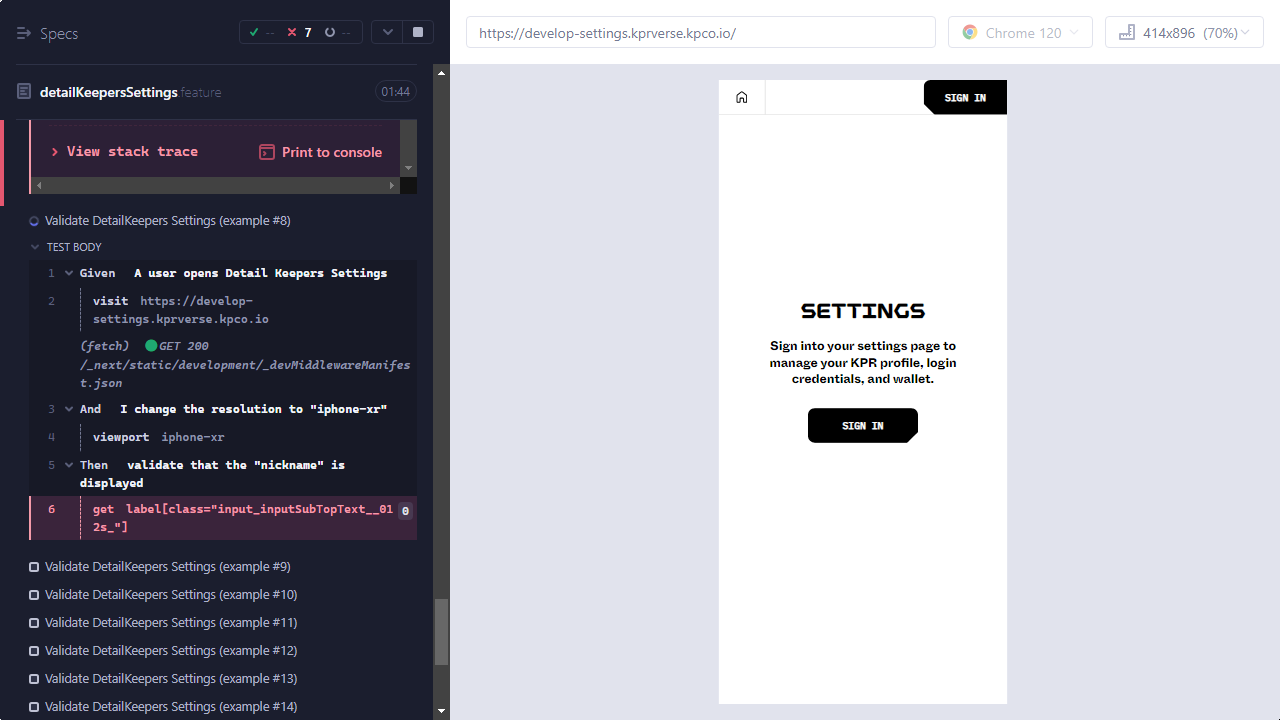 Specs
-- 7 --
https://develop-settings.kprverse.kpco.io/
Chrome 120
414x896 (70%)
detailKeepersSettings feature
01:44
View stack trace
Print to console
Validate DetailKeepers Settings (example #8)
TEST BODY
1 Given A user opens Detail Keepers Settings
2 visit https://develop-
settings.kprverse.kpco.io
(fetch) GET 200
/_next/static/development/_devMiddlewareManifes
t.json
3 And I change the resolution to "iphone-xr"
4 viewport iphone-xr
5 Then validate that the "nickname" is
displayed
6 get label[class="input_inputSubTopText__01
2s_"]
0
Validate DetailKeepers Settings (example #9)
Validate DetailKeepers Settings (example #10)
Validate DetailKeepers Settings (example #11)
Validate DetailKeepers Settings (example #12)
Validate DetailKeepers Settings (example #13)
Validate DetailKeepers Settings (example #14)
SIGN IN
SETTINGS
Sign into your settings page to
manage your KPR profile, login
credentials, and wallet.
SIGN IN